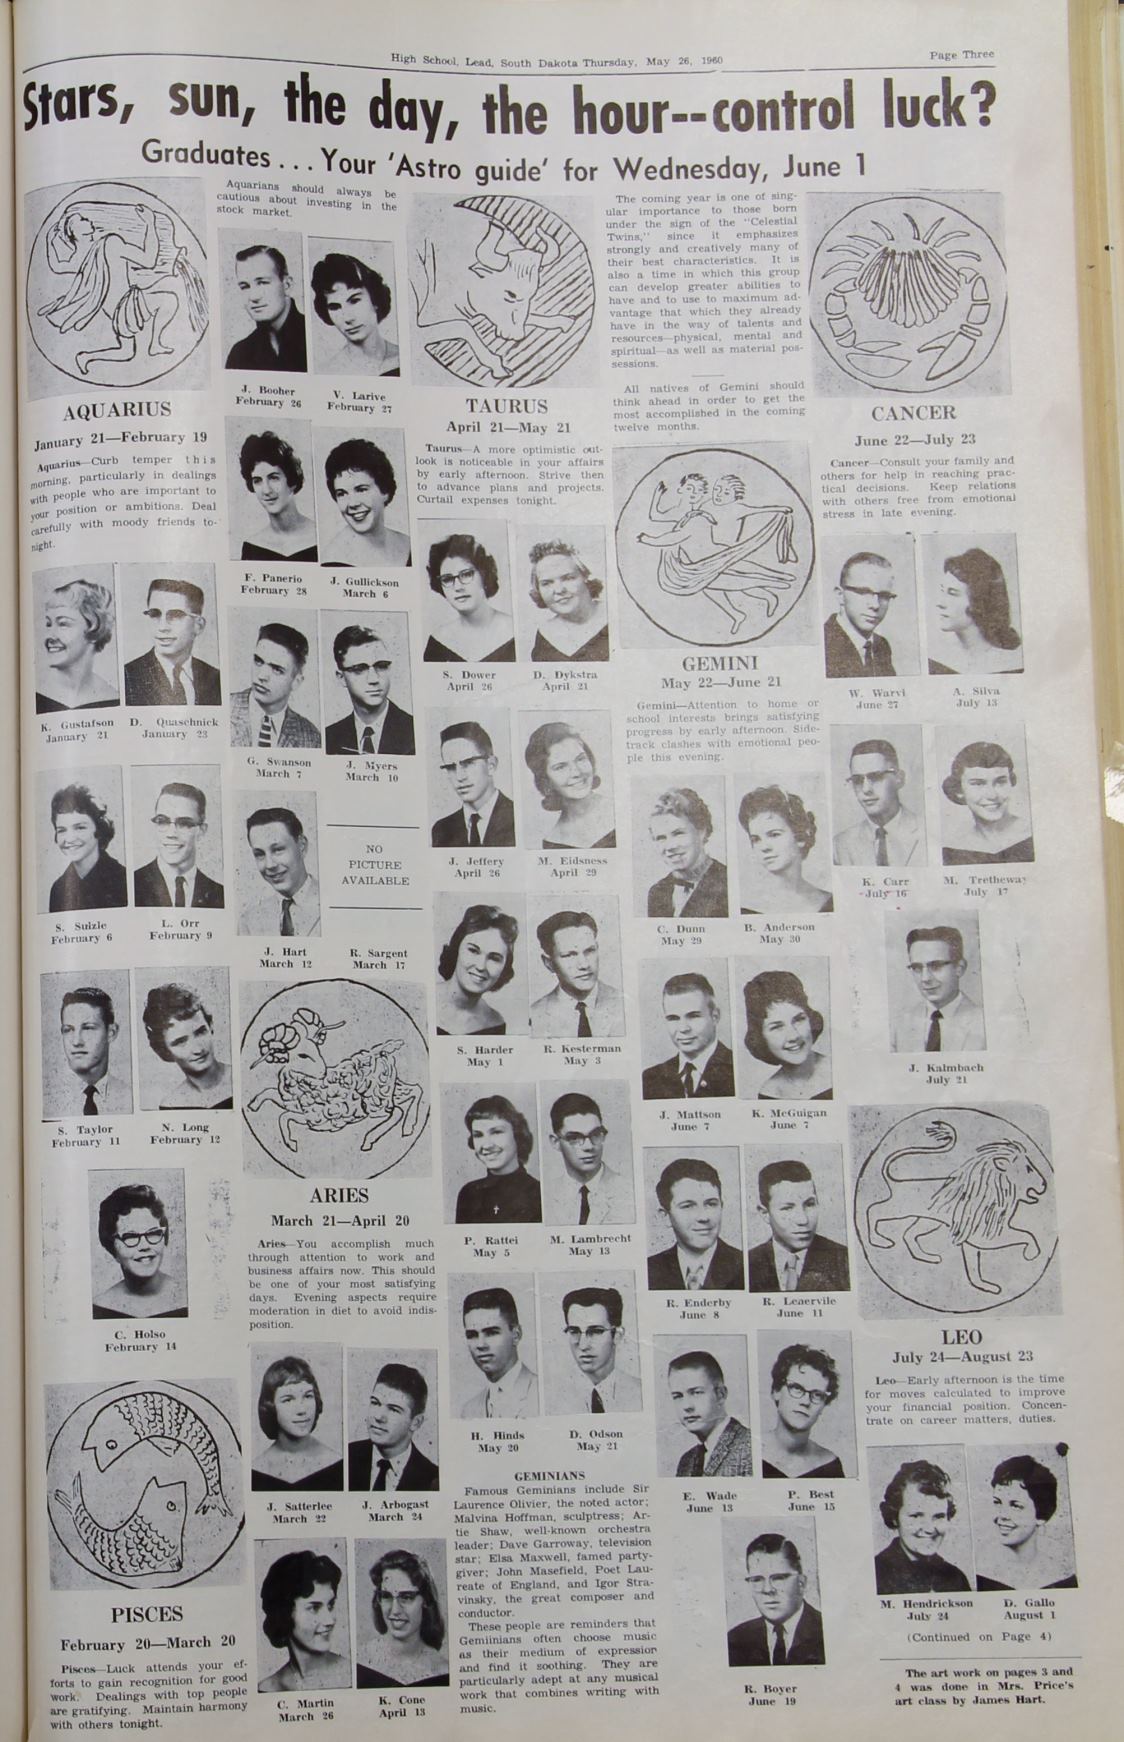 High School, Lead, South Dakota Thursday, May 26, 1960
Page Three
Stars, sun, the day, the hour--control luck?
Graduates . . . Your 'Astro guide' for Wednesday, June 1
AQUARIUS
January 21—February 19
Aquarius—Curb temper this
morning, particularly in dealings
with people who are important to
your position or ambitions. Deal
carefully with moody friends to-
night.
K. Gustafson
January 21
D. Quaschnick
January 23
S. Suizle
February 6
L. Orr
February 9
S. Taylor
February 11
N. Long
February 12
C. Holso
February 14
PISCES
February 20—March 20
Pisces—Luck attends your ef-
forts to gain recognition for good
work. Dealings with top people
are gratifying. Maintain harmony
with others tonight.
Aquarians should always be
cautious about investing in the
stock market.
J. Booher
February 26
V. Larive
February 27
F. Panerio
February 28
J. Gullickson
March 6
G. Swanson
March 7
J. Myers
March 10
NO
PICTURE
AVAILABLE
J. Hart
March 12
R. Sargent
March 17
ARIES
March 21—April 20
Aries—You accomplish much
through attention to work and
business affairs now. This should
be one of your most satisfying
days. Evening aspects require
moderation in diet to avoid indis-
position.
J. Satterlee
March 22
J. Arbogast
March 24
C. Martin
March 26
K. Cone
April 13
TAURUS
April 21—May 21
Taurus—A more optimistic out-
look is noticeable in your affairs
by early afternoon. Strive then
to advance plans and projects.
Curtail expenses tonight.
S. Dower
April 26
D. Dykstra
April 21
J. Jeffery
April 26
M. Eidsness
April 29
S. Harder
May 1
R. Kesterman
May 3
P. Rattei
May 5
M. Lambrecht
May 13
H. Hinds
May 20
D. Odson
May 21
GEMINIANS
Famous Geminians include Sir
Laurence Olivier, the noted actor;
Malvina Hoffman, sculptress; Ar-
tie Shaw, well-known orchestra
leader; Dave Garroway, television
star; Elsa Maxwell, famed party-
giver; John Masefield, Poet Lau-
reate of England, and Igor Stra-
vinsky, the great composer and
conductor.
These people are reminders that
Gemiinians often choose music
as their medium of expression
and find it soothing. They are
particularly adept at any musical
work that combines writing with
music.
The coming year is one of sing-
ular importance to those born
under the sign of the "Celestial
Twins," since it emphasizes
strongly and creatively many of
their best characteristics. It is
also a time in which this group
can develop greater abilities to
have and to use to maximum ad-
vantage that which they already
have in the way of talents and
resources—physical, mental and
spiritual—as well as material pos-
sessions.
All natives of Gemini should
think ahead in order to get the
most accomplished in the coming
twelve months.
GEMINI
May 22—June 21
Gemini—Attention to home or
school interests brings satisfying
progress by early afternoon. Side-
track clashes with emotional peo-
ple this evening.
C. Dunn
May 29
B. Anderson
May 30
J. Mattson
June 7
K. McGuigan
June 7
R. Enderby
June 8
R. Lenervile
June 11
E. Wade
June 13
P. Best
June 15
R. Boyer
June 19
CANCER
June 22—July 23
Cancer—Consult your family and
others for help in reaching prac-
tical decisions. Keep relations
with others free from emotional
stress in late evening.
W. Warvi
June 27
A. Silva
July 13
K. Carr
July 16
M. Tretheway
July 17
J. Kalmbach
July 21
LEO
July 24—August 23
Leo—Early afternoon is the time
for moves calculated to improve
your financial position. Concen-
trate on career matters, duties.
M. Hendrickson
July 24
D. Gallo
August 1
(Continued on Page 4)
The art work on pages 3 and
4 was done in Mrs. Price's
art class by James Hart.